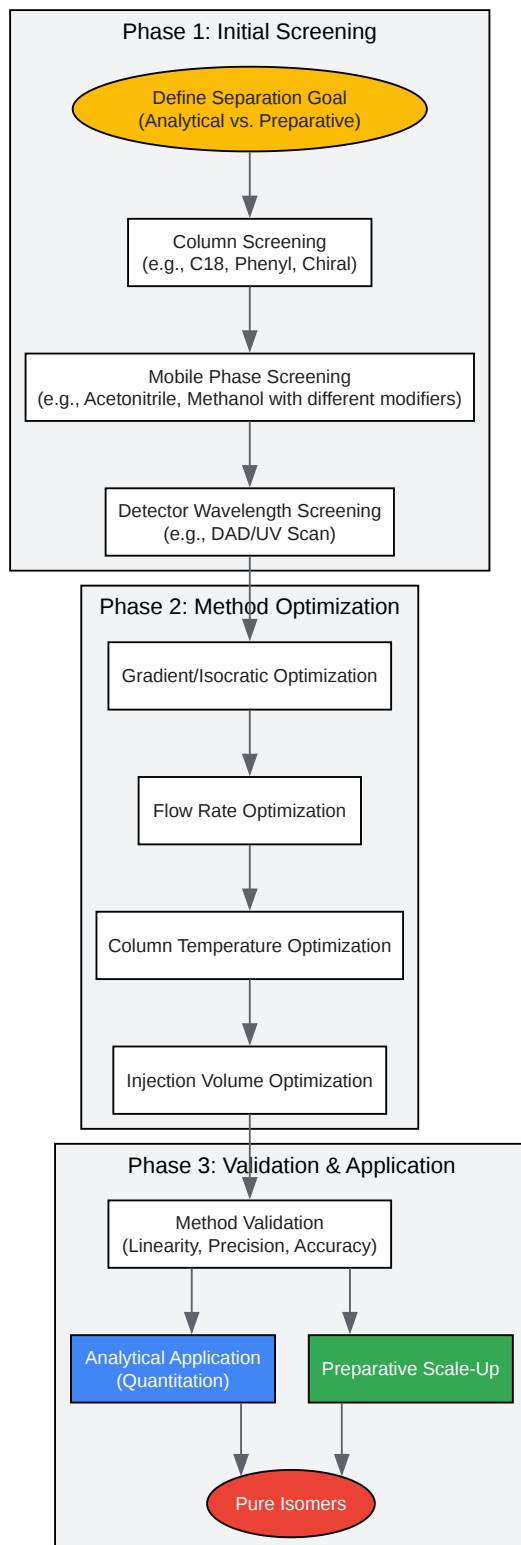 Phase 1: Initial Screening
Define Separation Goal
(Analytical vs. Preparative)
Column Screening
(e.g., C18, Phenyl, Chiral)
Mobile Phase Screening
(e.g., Acetonitrile, Methanol with different modifiers)
Detector Wavelength Screening
(e.g., DAD/UV Scan)
Phase 2: Method Optimization
Gradient/Isocratic Optimization
Flow Rate Optimization
Column Temperature Optimization
Injection Volume Optimization
Phase 3: Validation & Application
Method Validation
(Linearity, Precision, Accuracy)
Analytical Application
(Quantitation)
Preparative Scale-Up
Pure Isomers